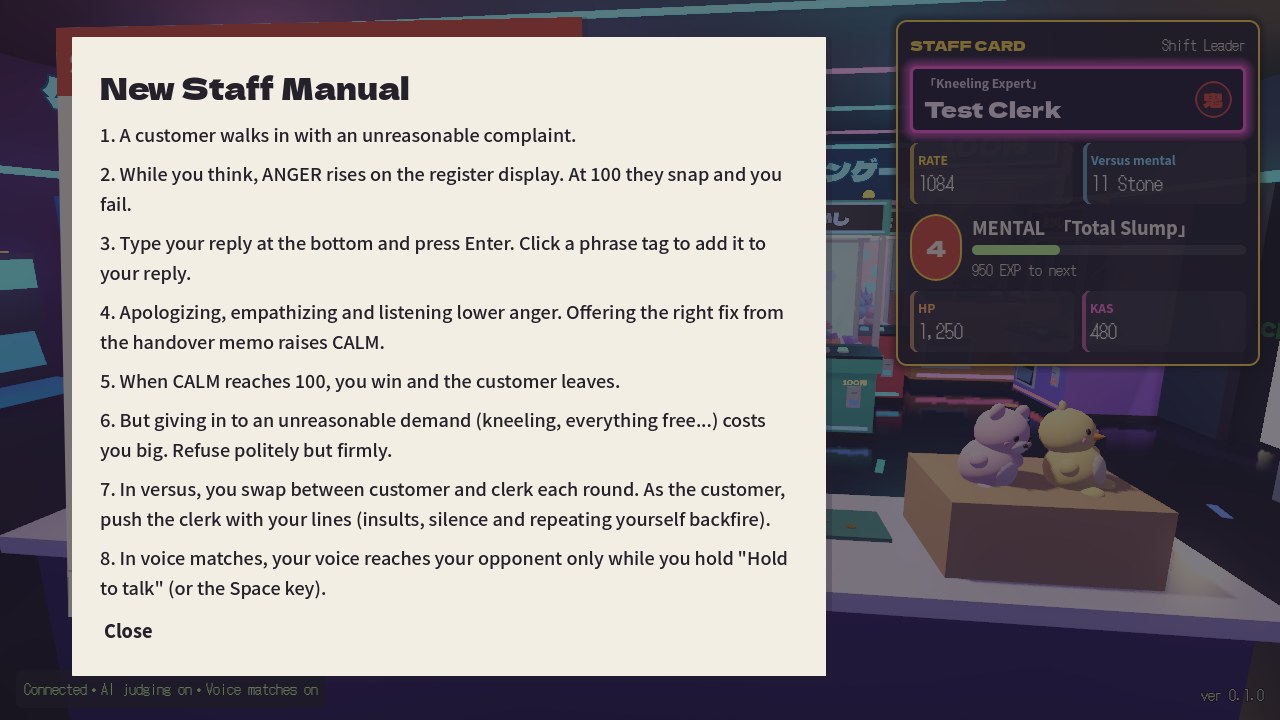 New Staff Manual
1. A customer walks in with an unreasonable complaint.
2. While you think, ANGER rises on the register display. At 100 they snap and you
fail.
3. Type your reply at the bottom and press Enter. Click a phrase tag to add it to
your reply.
4. Apologizing, empathizing and listening lower anger. Offering the right fix from
the handover memo raises CALM.
5. When CALM reaches 100, you win and the customer leaves.
6. But giving in to an unreasonable demand (kneeling, everything free...) costs
you big. Refuse politely but firmly.
7. In versus, you swap between customer and clerk each round. As the customer,
push the clerk with your lines (insults, silence and repeating yourself backfire).
8. In voice matches, your voice reaches your opponent only while you hold "Hold
to talk" (or the Space key).
Close
STAFF CARD
Shift Leader
「Kneeling Expert」
Test Clerk
RATE
1084
Versus mental
11 Stone
4
MENTAL 「Total Slump」
950 EXP to next
HP
1,250
KAS
480
100円
Connected・AI judging on・Voice matches on
ver 0.1.0